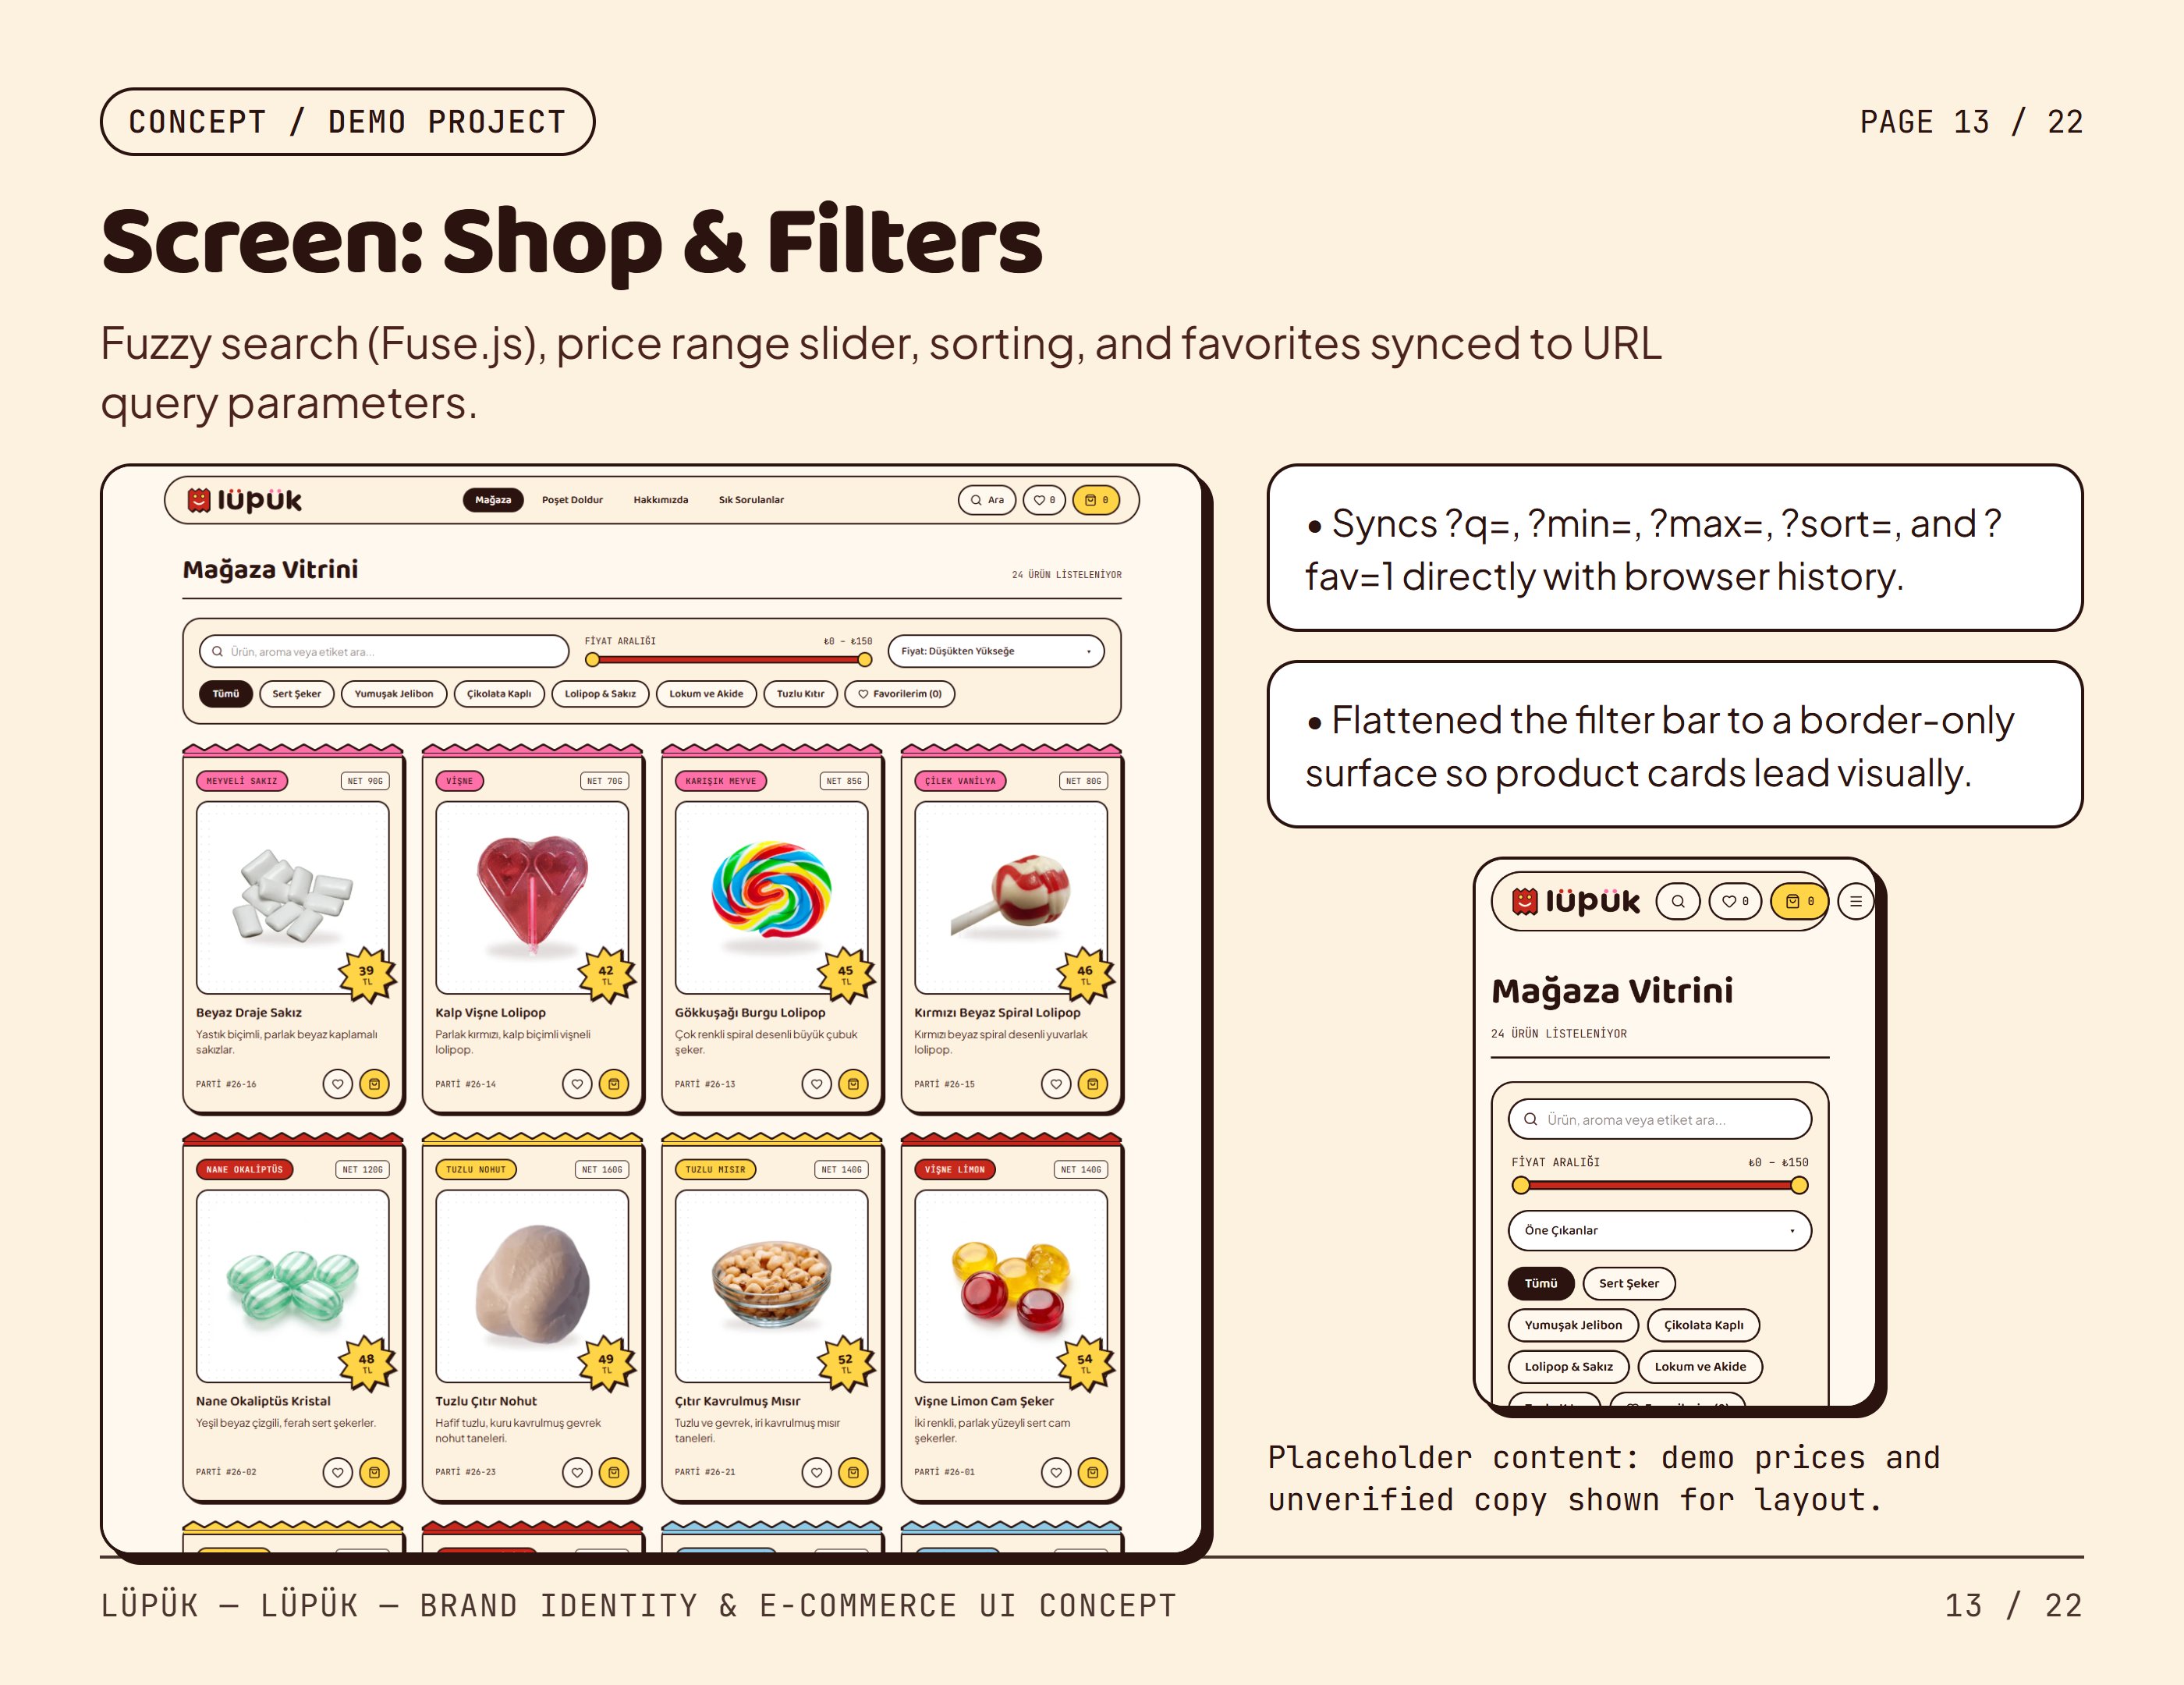 CONCEPT / DEMO PROJECT
PAGE 13 / 22
Screen: Shop & Filters
Fuzzy search (Fuse.js), price range slider, sorting, and favorites synced to URL
query parameters.
lüpük
Mağaza
Poşet Doldur
Hakkımızda
Sık Sorulanlar
Ara
0
0
Mağaza Vitrini
24 ÜRÜN LİSTELENİYOR
Ürün, aroma veya etiket ara...
FİYAT ARALIĞI
₺0 – ₺150
Fiyat: Düşükten Yükseğe
Tümü
Sert Şeker
Yumuşak Jelibon
Çikolata Kaplı
Lolipop & Sakız
Lokum ve Akide
Tuzlu Kıtır
Favorilerim (0)
MEYVELİ SAKIZ
NET 90G
39
TL
Beyaz Draje Sakız
Yastık biçimli, parlak beyaz kaplamalı
sakızlar.
PARTİ #26-16
VİŞNE
NET 70G
42
TL
Kalp Vişne Lolipop
Parlak kırmızı, kalp biçimli vişneli
lolipop.
PARTİ #26-14
KARIŞIK MEYVE
NET 85G
45
TL
Gökkuşağı Burgu Lolipop
Çok renkli spiral desenli büyük çubuk
şeker.
PARTİ #26-13
ÇİLEK VANİLYA
NET 80G
46
TL
Kırmızı Beyaz Spiral Lolipop
Kırmızı beyaz spiral desenli yuvarlak
lolipop.
PARTİ #26-15
NANE OKALİPTÜS
NET 120G
48
TL
Nane Okaliptüs Kristal
Yeşil beyaz çizgili, ferah sert şekerler.
PARTİ #26-02
TUZLU NOHUT
NET 160G
49
TL
Tuzlu Çıtır Nohut
Hafif tuzlu, kuru kavrulmuş gevrek
nohut taneleri.
PARTİ #26-23
TUZLU MISIR
NET 140G
52
TL
Çıtır Kavrulmuş Mısır
Tuzlu ve gevrek, iri kavrulmuş mısır
taneleri.
PARTİ #26-21
VİŞNE LİMON
NET 140G
54
TL
Vişne Limon Cam Şeker
İki renkli, parlak yüzeyli sert cam
şekerler.
PARTİ #26-01
• Syncs ?q=, ?min=, ?max=, ?sort=, and ?
fav=1 directly with browser history.
• Flattened the filter bar to a border-only
surface so product cards lead visually.
lüpük
0
0
Mağaza Vitrini
24 ÜRÜN LİSTELENİYOR
Ürün, aroma veya etiket ara...
FİYAT ARALIĞI
₺0 – ₺150
Öne Çıkanlar
Tümü
Sert Şeker
Yumuşak Jelibon
Çikolata Kaplı
Lolipop & Sakız
Lokum ve Akide
Placeholder content: demo prices and
unverified copy shown for layout.
LÜPÜK — LÜPÜK — BRAND IDENTITY & E-COMMERCE UI CONCEPT
13 / 22